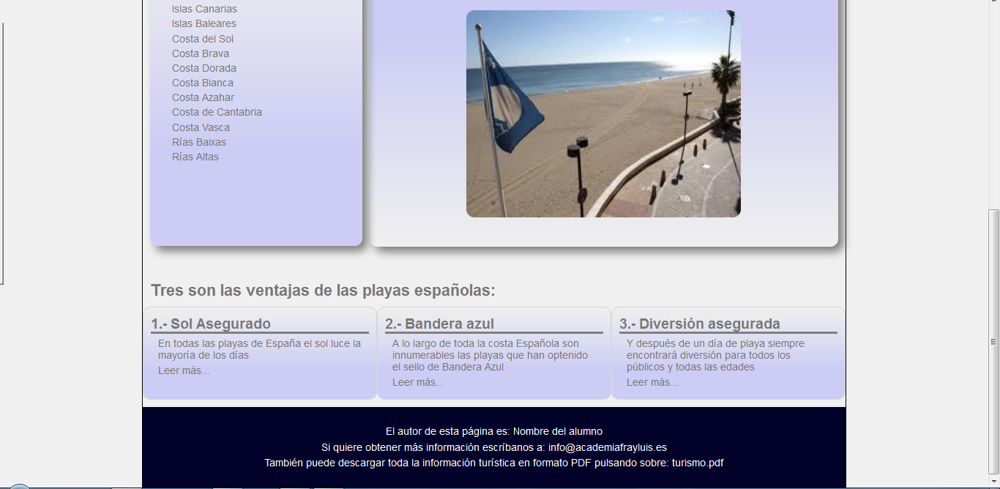 Islas Canarias
Islas Baleares
Costa del Sol
Costa Brava
Costa Dorada
Costa Blanca
Costa Azahar
Costa de Cantabria
Costa Vasca
Rías Baixas
Rías Altas
Tres son las ventajas de las playas españolas:
1.- Sol Asegurado
En todas las playas de España el sol luce la
mayoría de los días
Leer más...
2.- Bandera azul
A lo largo de toda la costa Española son
innumerables las playas que han optenido
el sello de Bandera Azul
Leer más...
3.- Diversión asegurada
Y después de un día de playa siempre
encontrará diversión para todos los
públicos y todas las edades
Leer más...
El autor de esta página es: Nombre del alumno
Si quiere obtener más información escríbanos a: info@academiafrayluis.es
También puede descargar toda la información turística en formato PDF pulsando sobre: turismo.pdf